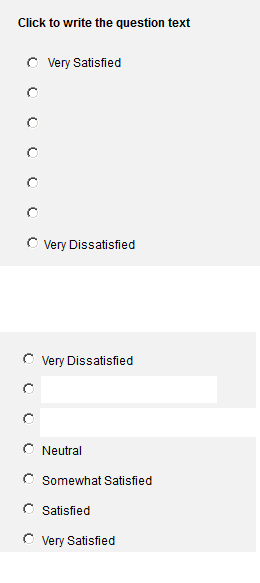 Click to write the question text
Very Satisfied
Very Dissatisfied
Very Dissatisfied
Neutral
Somewhat Satisfied
Satisfied
Very Satisfied